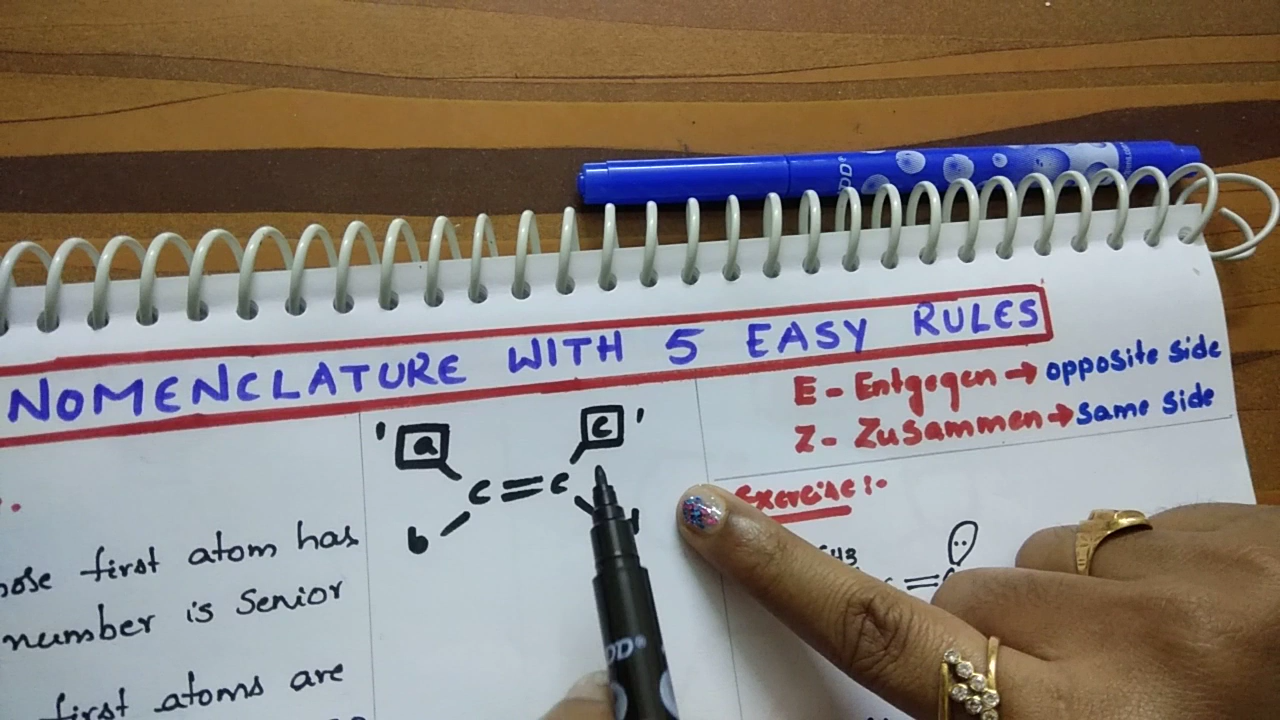 NOMENCLATURE WITH 5 EASY RULES
E - Entgegen → opposite side
Z - Zusammen → same side
' a c '
c = c
b
Exercise :-
first atom has
number is senior
first atoms are